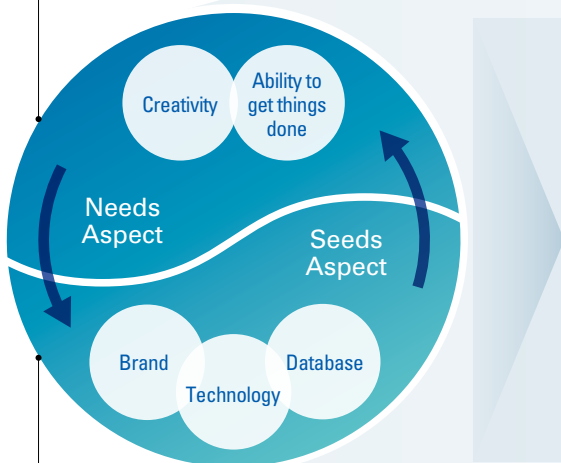 Creativity
Ability to
get things
done
Needs
Aspect
Seeds
Aspect
Brand
Technology
Database